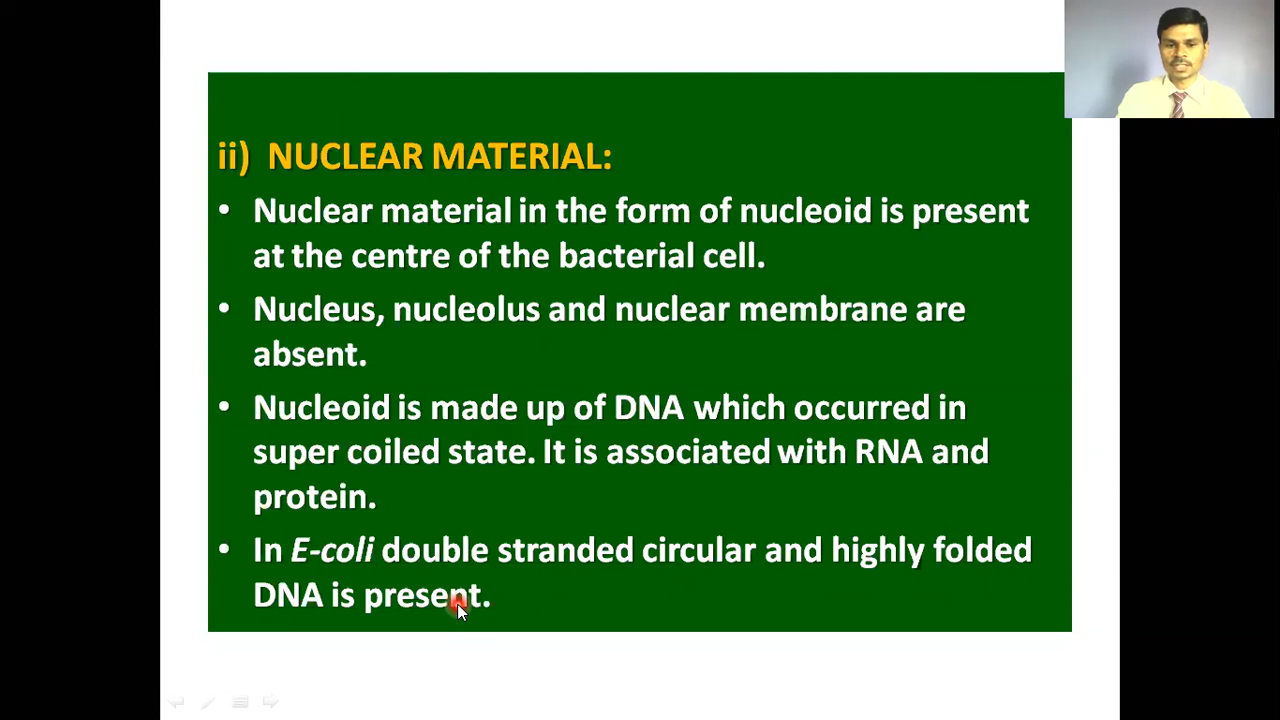 ii) NUCLEAR MATERIAL:
• Nuclear material in the form of nucleoid is present
at the centre of the bacterial cell.
• Nucleus, nucleolus and nuclear membrane are
absent.
• Nucleoid is made up of DNA which occurred in
super coiled state. It is associated with RNA and
protein.
• In E-coli double stranded circular and highly folded
DNA is present.